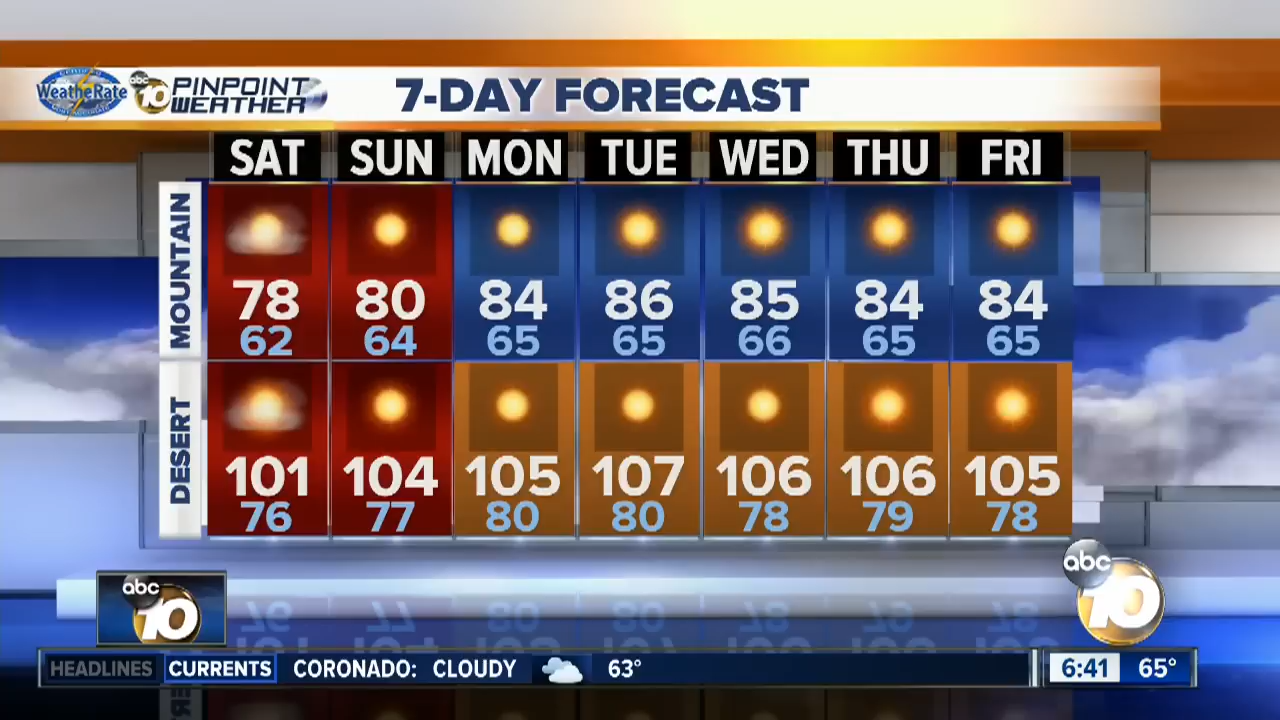 WeatheRate
abc 10 PINPOINT WEATHER
7-DAY FORECAST
SAT SUN MON TUE WED THU FRI
MOUNTAIN
78 80 84 86 85 84 84
62 64 65 65 66 65 65
DESERT
101 104 105 107 106 106 105
76 77 80 80 78 79 78
abc 10
abc 10
HEADLINES CURRENTS CORONADO: CLOUDY 63° 6:41 65°